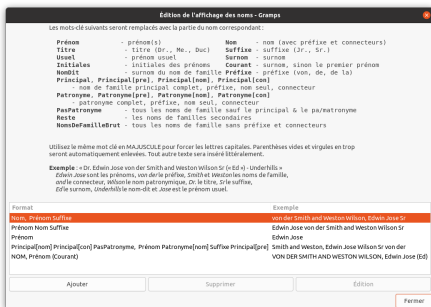 Édition de l'affichage des noms - Gramps
Les mot-clés suivants seront remplacés avec la partie du nom correspondant :
Prénom - prénom(s) Nom - nom (avec préfixe et connecteurs)
Titre - titre (Dr., Me., Duc) Suffixe - suffixe (Jr., Sr.)
Usuel - prénom usuel Surnom - surnom
Initiales - initiales des prénoms Courant - surnom, sinon le premier prénom
NomDit - surnom du nom de famille Préfixe - préfixe (von, de, de la)
Principal, Principal[pre], Principal[nom], Principal[con]
- nom de famille principal complet, préfixe, nom seul, connecteur
Patronyme, Patronyme[pre], Patronyme[nom], Patronyme[con]
- patronyme complet, préfixe, nom seul, connecteur
PasPatronyme - tous les noms de famille sauf le principal & le pa/matronyme
Reste - les noms de familles secondaires
NomsDeFamilleBrut - tous les noms de famille sans préfixes et connecteurs
Utilisez le même mot clé en MAJUSCULE pour forcer les lettres capitales. Parenthèses vides et virgules en trop
seront automatiquement enlevées. Tout autre texte sera inséré littéralement.
Exemple : « Dr. Edwin Jose von der Smith and Weston Wilson Sr (« Ed ») - Underhills »
Edwin Jose sont les prénoms, von der le préfixe, Smith et Weston les noms de famille,
and le connecteur, Wilson le nom patronymique, Dr. le titre, Sr le suffixe,
Ed le surnom, Underhills le nom-dit et Jose est le prénom usuel.
Format Exemple
Nom, Prénom Suffixe von der Smith and Weston Wilson, Edwin Jose Sr
Prénom Nom Suffixe Edwin Jose von der Smith and Weston Wilson Sr
Prénom Edwin Jose
Principal[nom] Principal[con] PasPatronyme, Prénom Patronyme[nom] Suffixe Principal[pre] Smith and Weston, Edwin Jose Wilson Sr von der
NOM, Prénom (Courant) VON DER SMITH AND WESTON WILSON, Edwin Jose (Ed)
Ajouter Supprimer Édition
Fermer